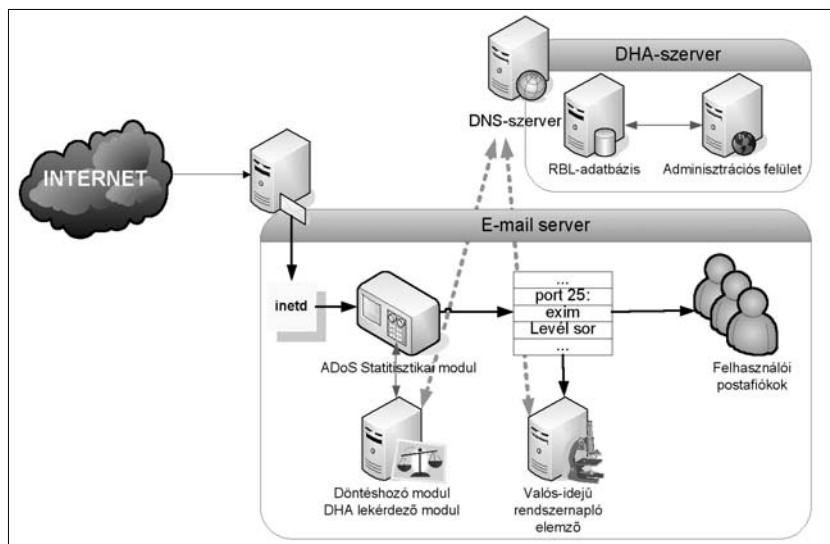 DHA-szerver
DNS-szerver
RBL-adatbázis
Adminisztrációs felület
INTERNET
E-mail server
inetd
ADoS Statitisztikai modul
...
port 25:
exim
Levél sor
...
Felhasználói
postafiókok
Döntéshozó modul
DHA lekérdező modul
Valós-idejű
rendszernapló
elemző